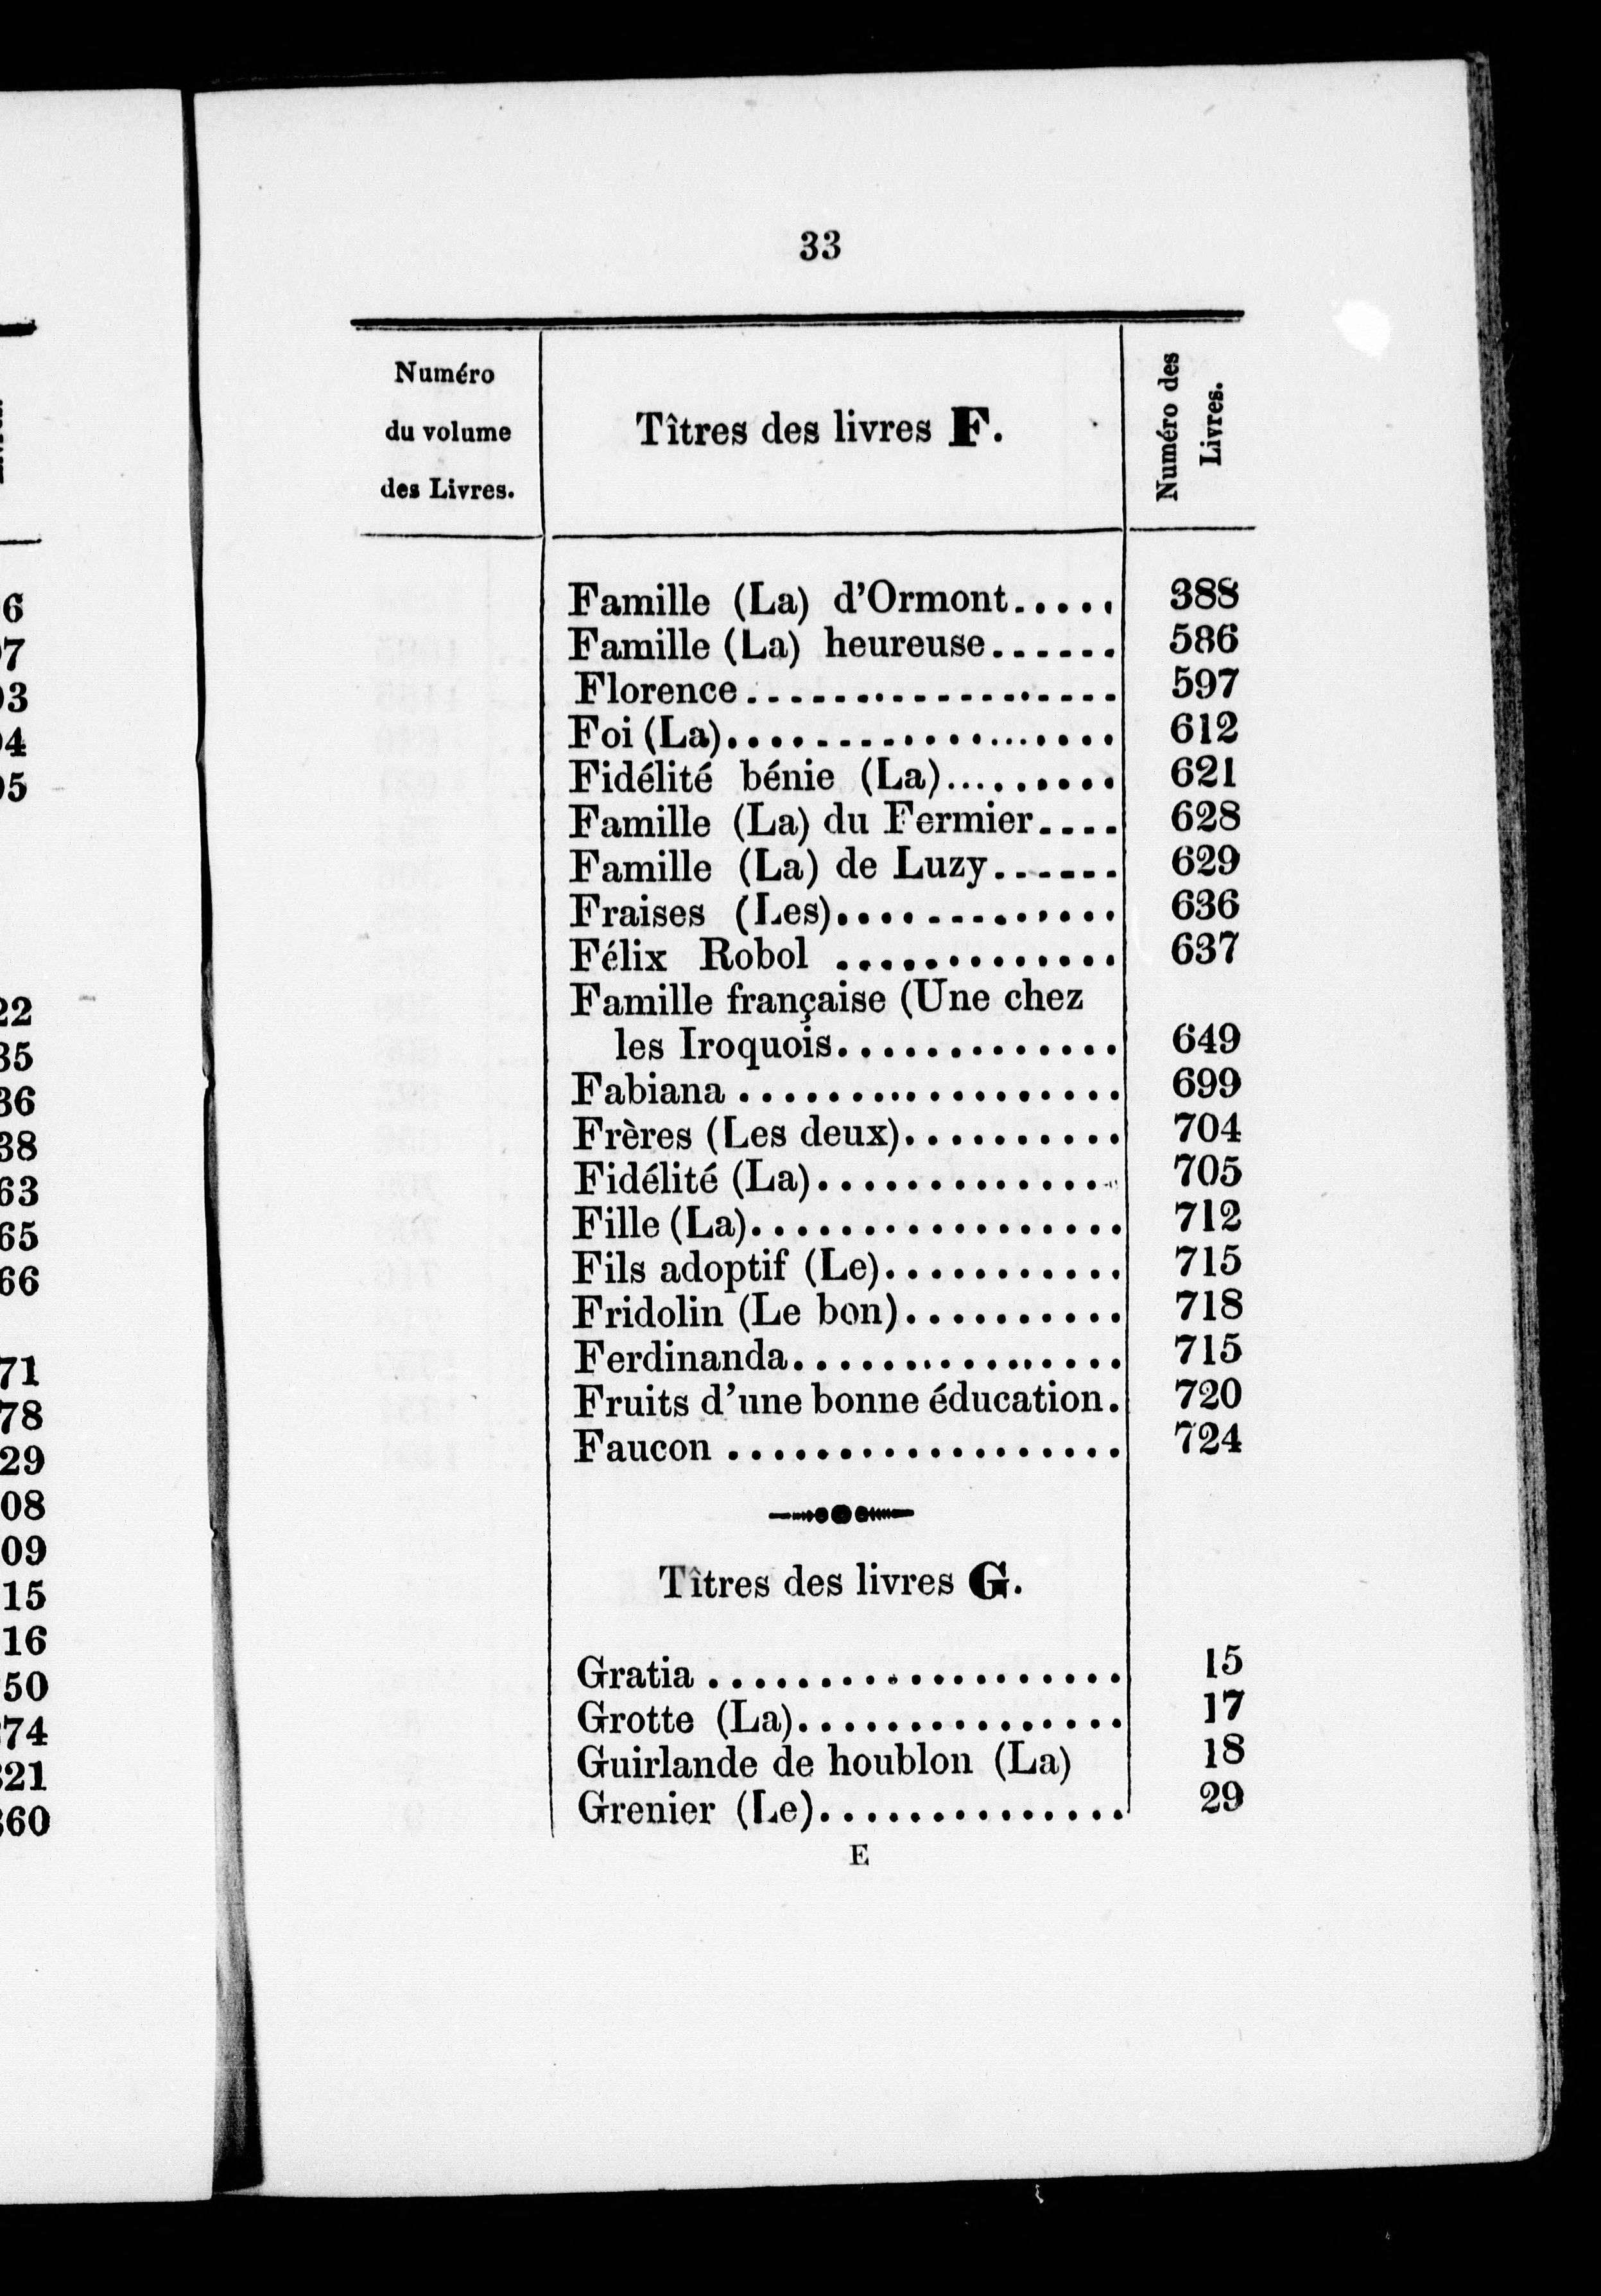 33
Numéro
du volume
des Livres.
Tîtres des livres F.
Numéro des
Livres.
Famille (La) d'Ormont..... 388
Famille (La) heureuse...... 586
Florence................. 597
Foi (La).................. 612
Fidélité bénie (La)......... 621
Famille (La) du Fermier.... 628
Famille (La) de Luzy...... 629
Fraises (Les)............. 636
Félix Robol ............. 637
Famille française (Une chez
les Iroquois............. 649
Fabiana ................. 699
Frères (Les deux).......... 704
Fidélité (La).............. 705
Fille (La)................. 712
Fils adoptif (Le)........... 715
Fridolin (Le bon).......... 718
Ferdinanda............... 715
Fruits d'une bonne éducation. 720
Faucon .................. 724
Tîtres des livres G.
Gratia ................... 15
Grotte (La)............... 17
Guirlande de houblon (La) 18
Grenier (Le).............. 29
E